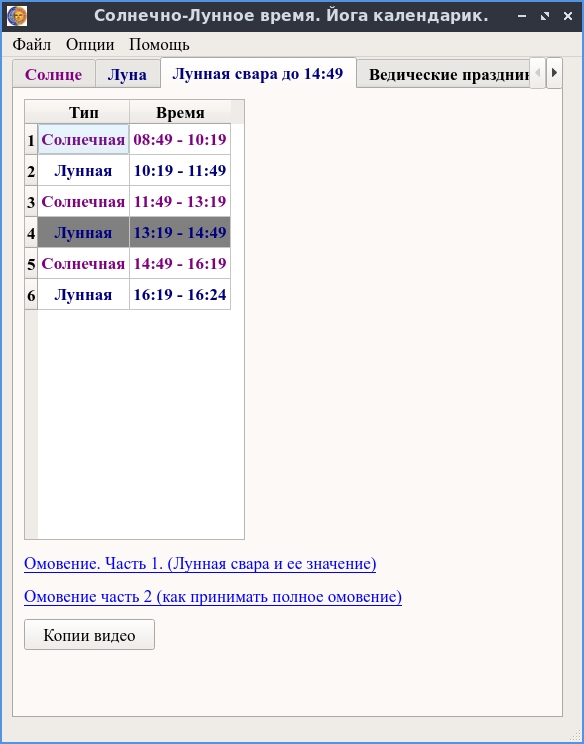 Солнечно-Лунное время. Йога календарик.
Файл Опции Помощь
Солнце Луна Лунная свара до 14:49 Ведические праздник
Тип Время
1 Солнечная 08:49 - 10:19
2 Лунная 10:19 - 11:49
3 Солнечная 11:49 - 13:19
4 Лунная 13:19 - 14:49
5 Солнечная 14:49 - 16:19
6 Лунная 16:19 - 16:24
Омовение. Часть 1. (Лунная свара и ее значение)
Омовение часть 2 (как принимать полное омовение)
Копии видео